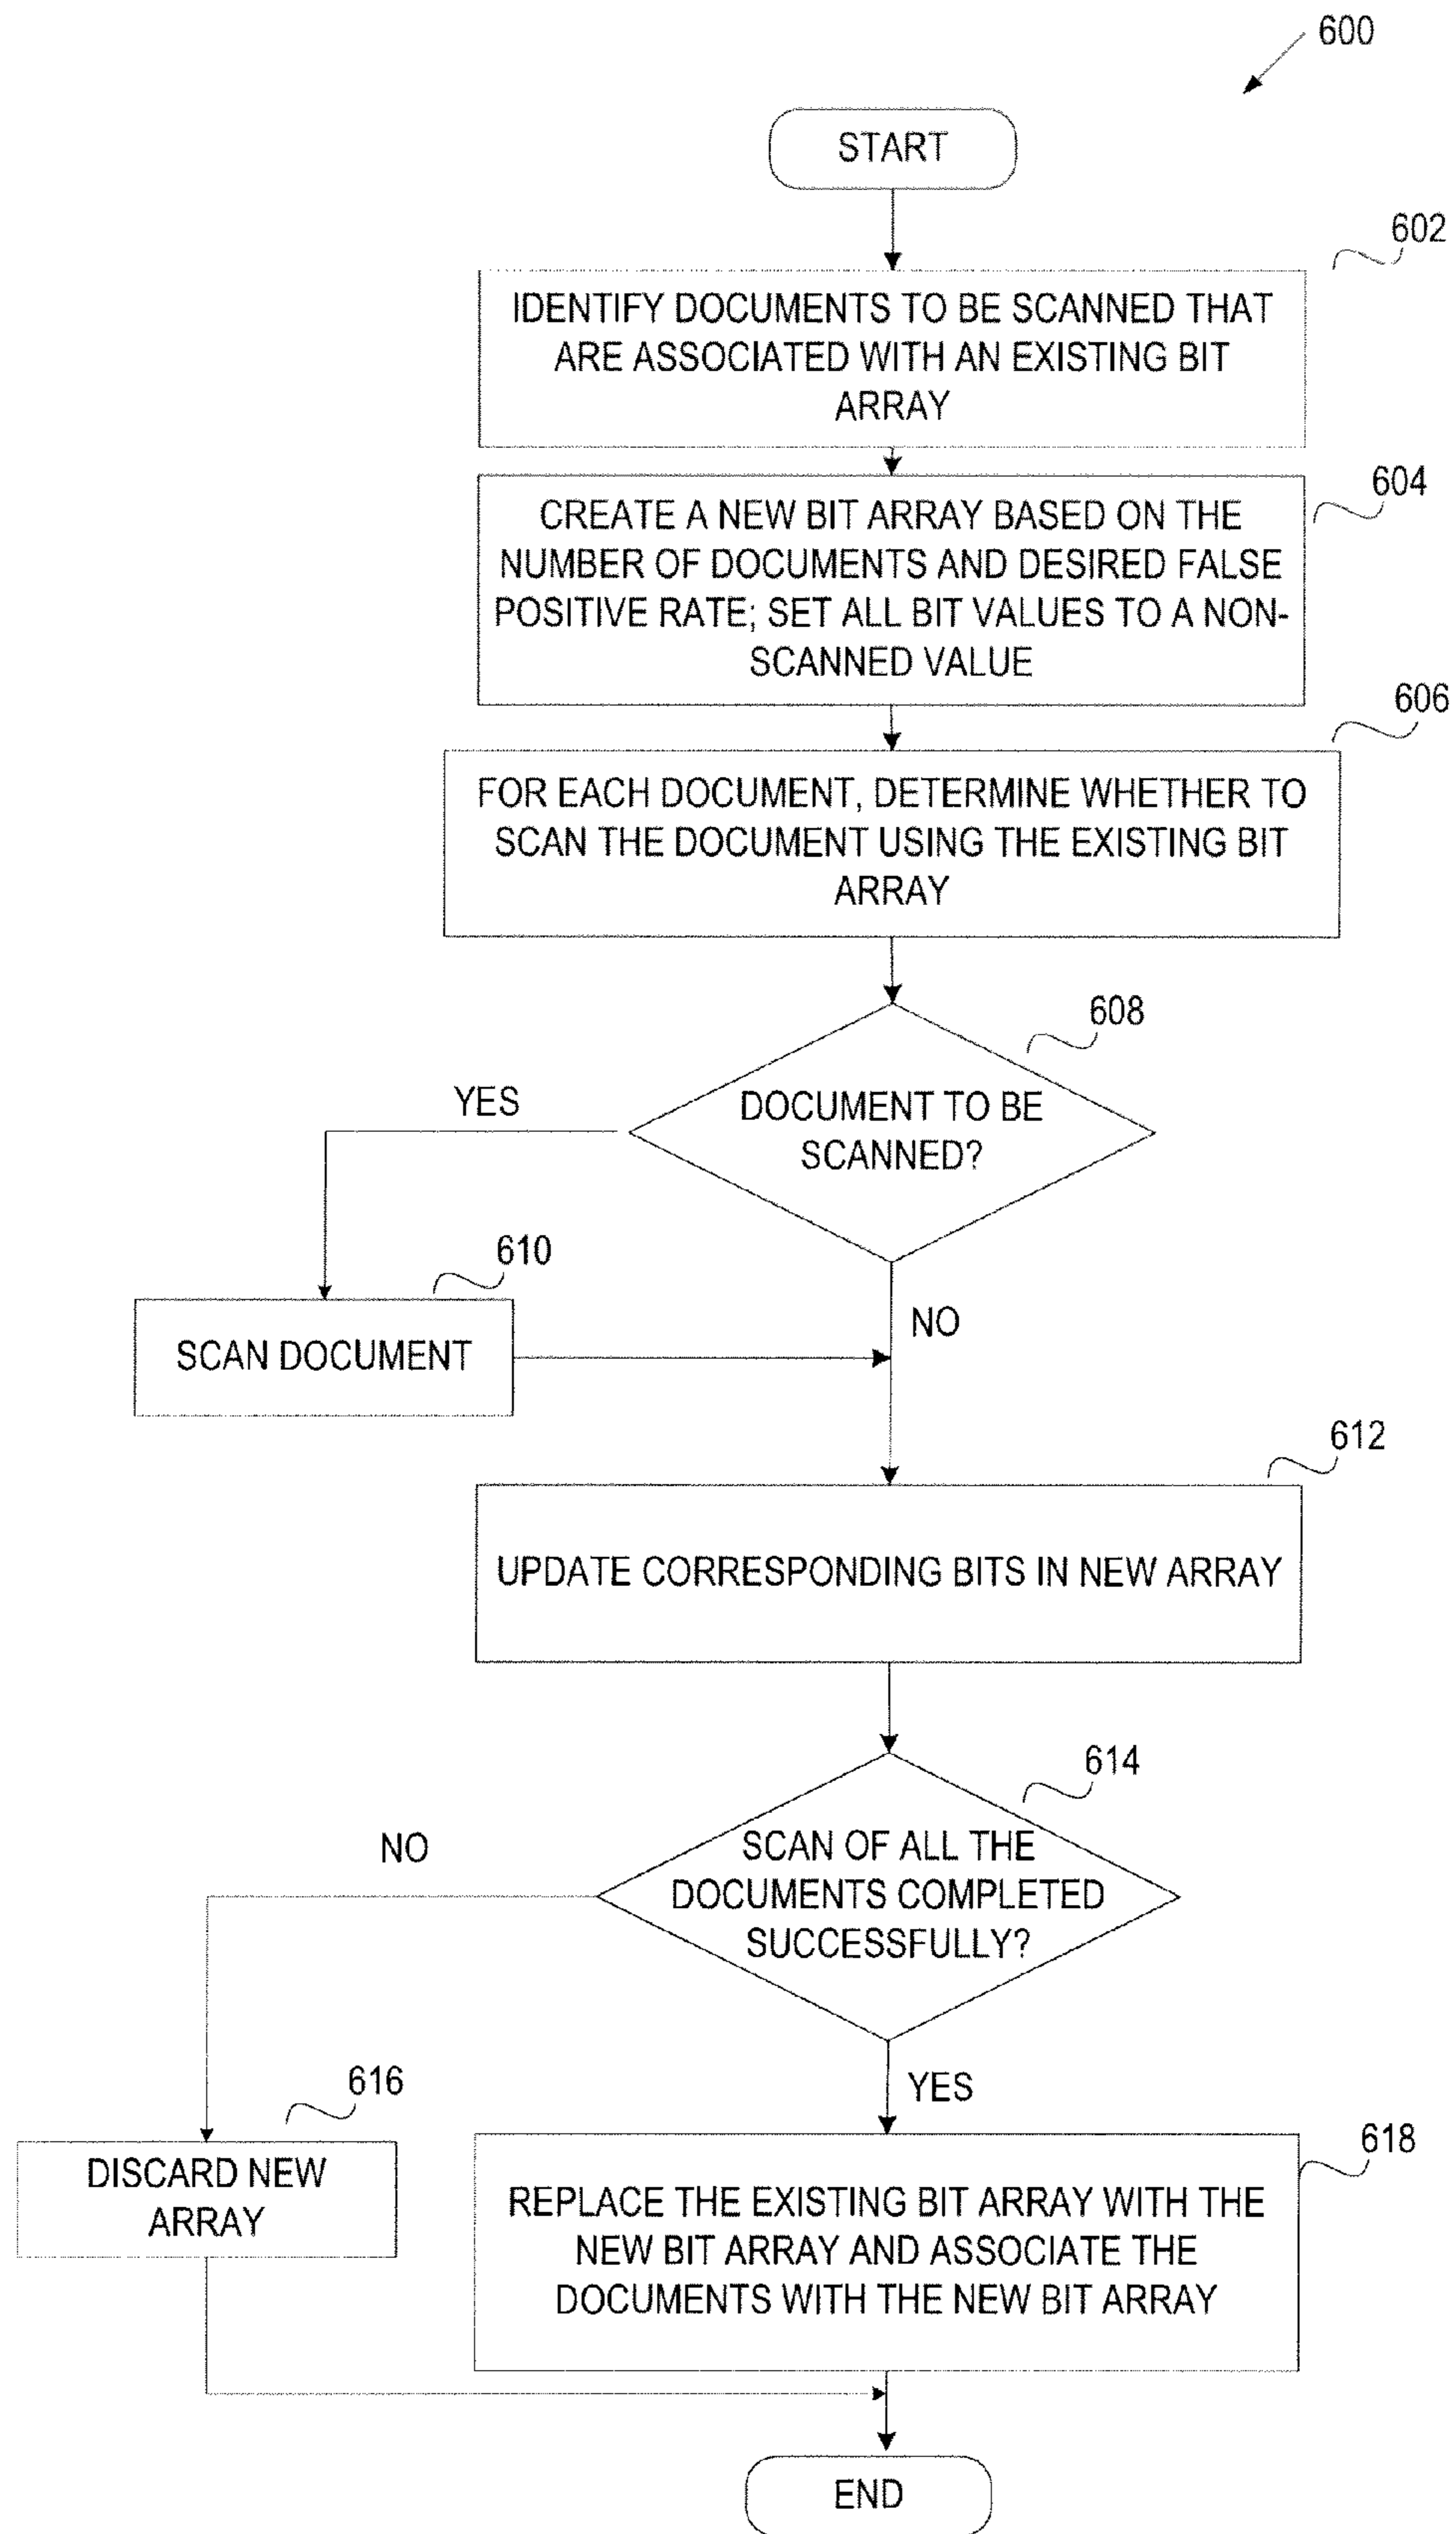 600
START
602
IDENTIFY DOCUMENTS TO BE SCANNED THAT
ARE ASSOCIATED WITH AN EXISTING BIT
ARRAY
604
CREATE A NEW BIT ARRAY BASED ON THE
NUMBER OF DOCUMENTS AND DESIRED FALSE
POSITIVE RATE; SET ALL BIT VALUES TO A NON-
SCANNED VALUE
606
FOR EACH DOCUMENT, DETERMINE WHETHER TO
SCAN THE DOCUMENT USING THE EXISTING BIT
ARRAY
608
DOCUMENT TO BE
SCANNED?
YES
610
SCAN DOCUMENT
NO
612
UPDATE CORRESPONDING BITS IN NEW ARRAY
614
SCAN OF ALL THE
DOCUMENTS COMPLETED
SUCCESSFULLY?
NO
YES
616
DISCARD NEW
ARRAY
618
REPLACE THE EXISTING BIT ARRAY WITH THE
NEW BIT ARRAY AND ASSOCIATE THE
DOCUMENTS WITH THE NEW BIT ARRAY
END